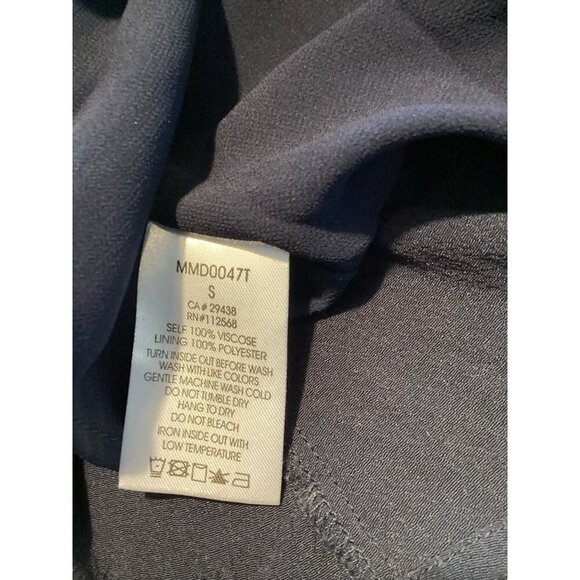 MMD0047T
S
CA# 29438
RN#112568
SELF 100% VISCOSE
LINING 100% POLYESTER
TURN INSIDE OUT BEFORE WASH
WASH WITH LIKE COLORS
GENTLE MACHINE WASH COLD
DO NOT TUMBLE DRY
HANG TO DRY
DO NOT BLEACH
IRON INSIDE OUT WITH
LOW TEMPERATURE